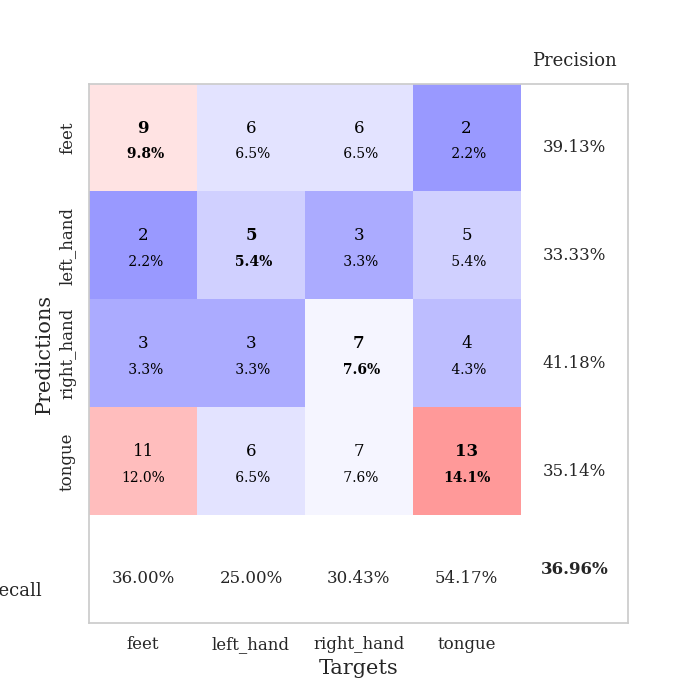 Precision
feet
9 6 6 2
9.8% 6.5% 6.5% 2.2%
39.13%
left_hand
2 5 3 5
2.2% 5.4% 3.3% 5.4%
33.33%
Predictions
right_hand
3 3 7 4
3.3% 3.3% 7.6% 4.3%
41.18%
tongue
11 6 7 13
12.0% 6.5% 7.6% 14.1%
35.14%
ecall
36.00% 25.00% 30.43% 54.17% 36.96%
feet left_hand right_hand tongue
Targets